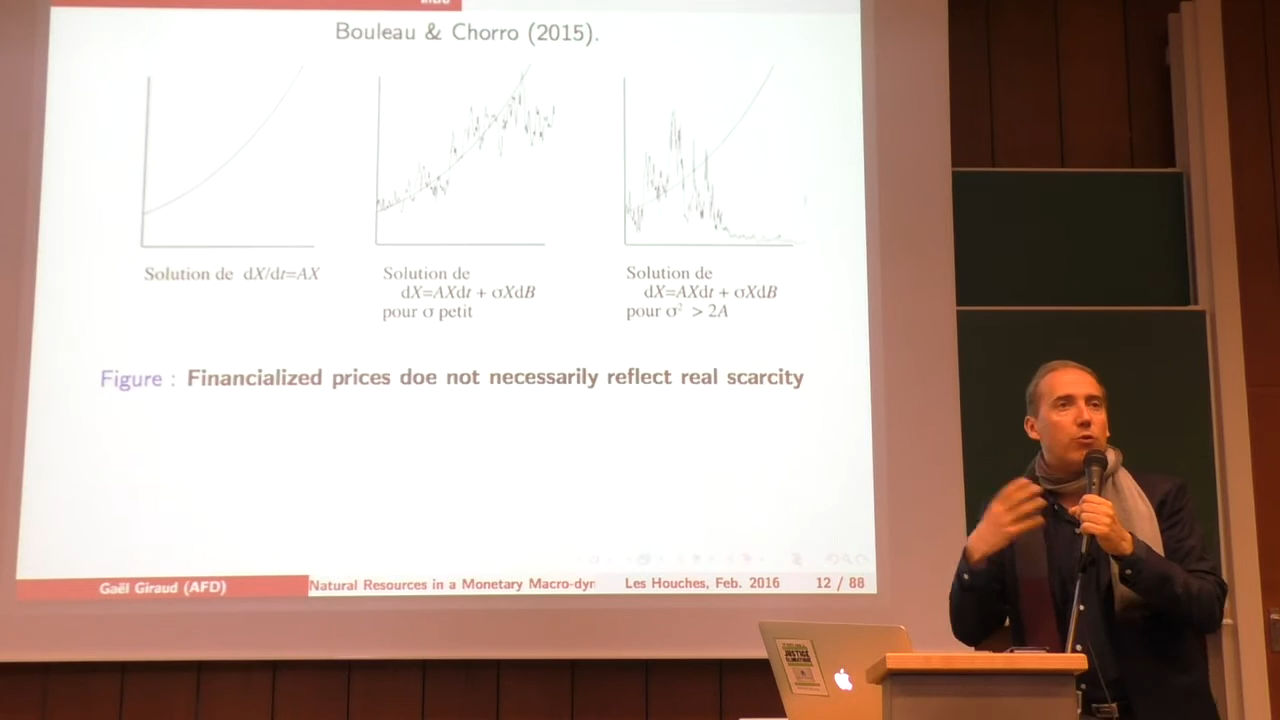 Bouleau & Chorro (2015).
Solution de dX/dt=AX
Solution de
dX=AXdt + σXdB
pour σ petit
Solution de
dX=AXdt + σXdB
pour σ² > 2A
Figure : Financialized prices doe not necessarily reflect real scarcity
Gaël Giraud (AFD)
Natural Resources in a Monetary Macro-dyn
Les Houches, Feb. 2016
12 / 88
JUSTICE
CLIMATIQUE